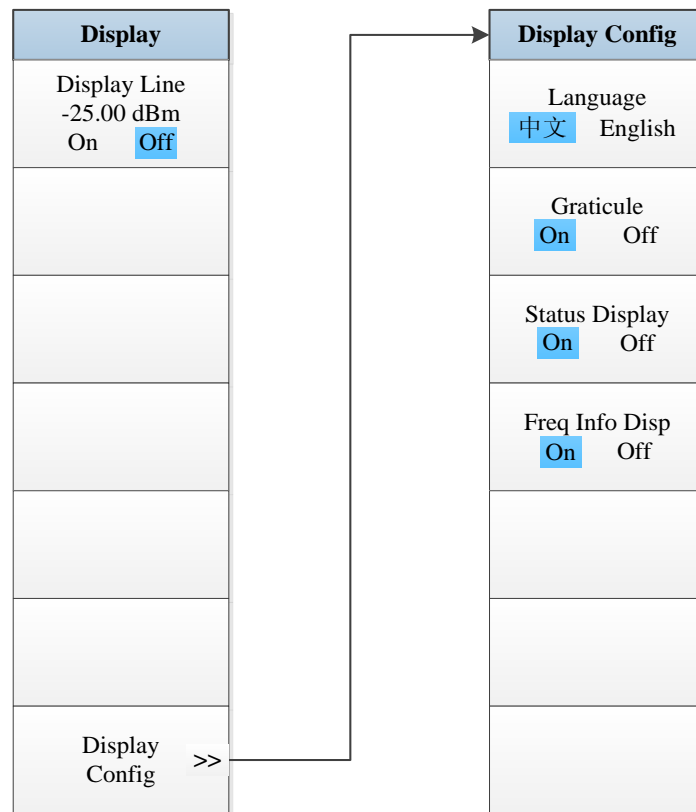 Display
Display Line
-25.00 dBm
On Off
Display
Config >>
Display Config
Language
中文 English
Graticule
On Off
Status Display
On Off
Freq Info Disp
On Off